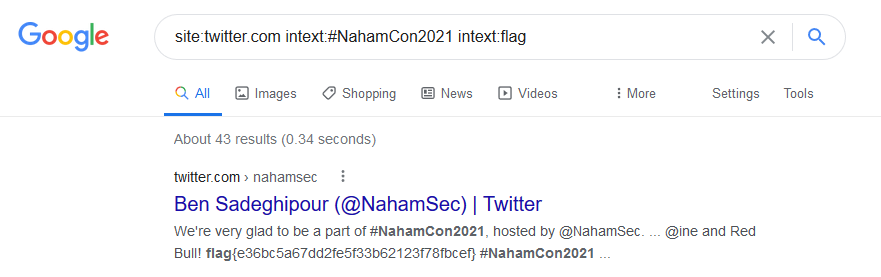 Google
site:twitter.com intext:#NahamCon2021 intext:flag
All Images Shopping News Videos More Settings Tools
About 43 results (0.34 seconds)
twitter.com › nahamsec
Ben Sadeghipour (@NahamSec) | Twitter
We're very glad to be a part of #NahamCon2021, hosted by @NahamSec. ... @ine and Red
Bull! flag{e36bc5a67dd2fe5f33b62123f78fbcef} #NahamCon2021 ...